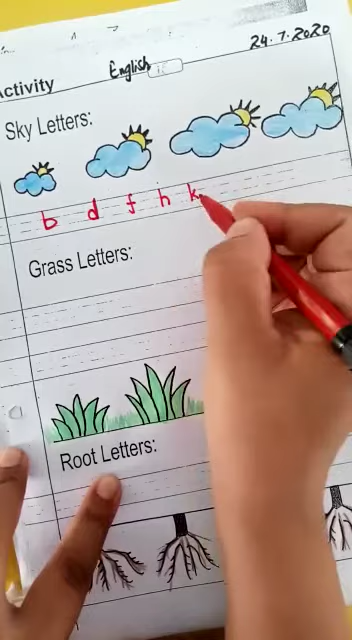 English
24.7.2020
Activity
Sky Letters:
b d f h k
Grass Letters:
Root Letters: